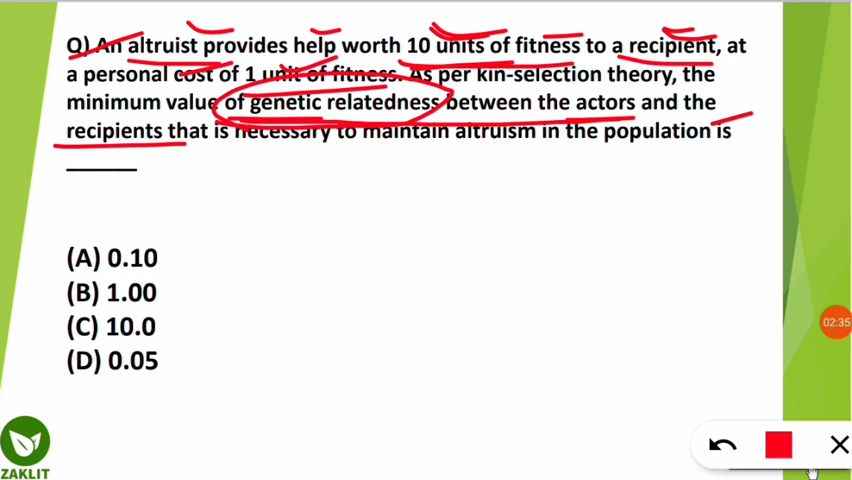 Q) An altruist provides help worth 10 units of fitness to a recipient, at
a personal cost of 1 unit of fitness. As per kin-selection theory, the
minimum value of genetic relatedness between the actors and the
recipients that is necessary to maintain altruism in the population is
______
(A) 0.10
(B) 1.00
(C) 10.0
(D) 0.05
02:35
ZAKLIT